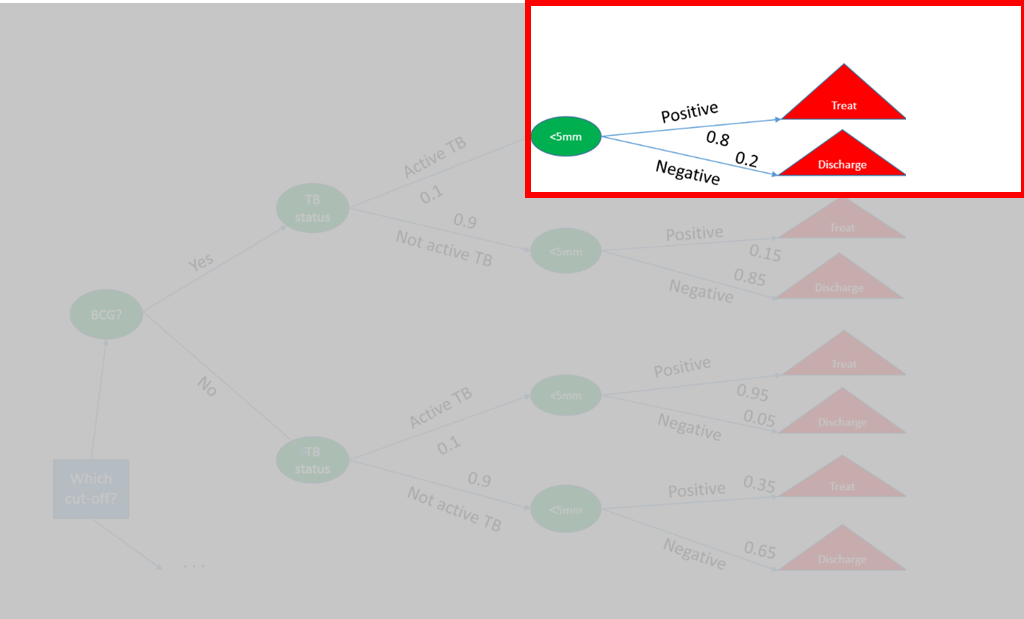 Positive
Treat
<5mm
0.8
0.2
Negative
Discharge
Active TB
0.1
TB
status
0.9
Not active TB
Treat
Positive
0.15
<5mm
0.85
Negative
Discharge
Yes
BCG?
No
Treat
Positive
0.95
<5mm
Active TB
0.05
Negative
Discharge
0.1
TB
status
0.9
Not active TB
Treat
Positive
0.35
<5mm
Negative
0.65
Discharge
Which
cut-off?
. . .